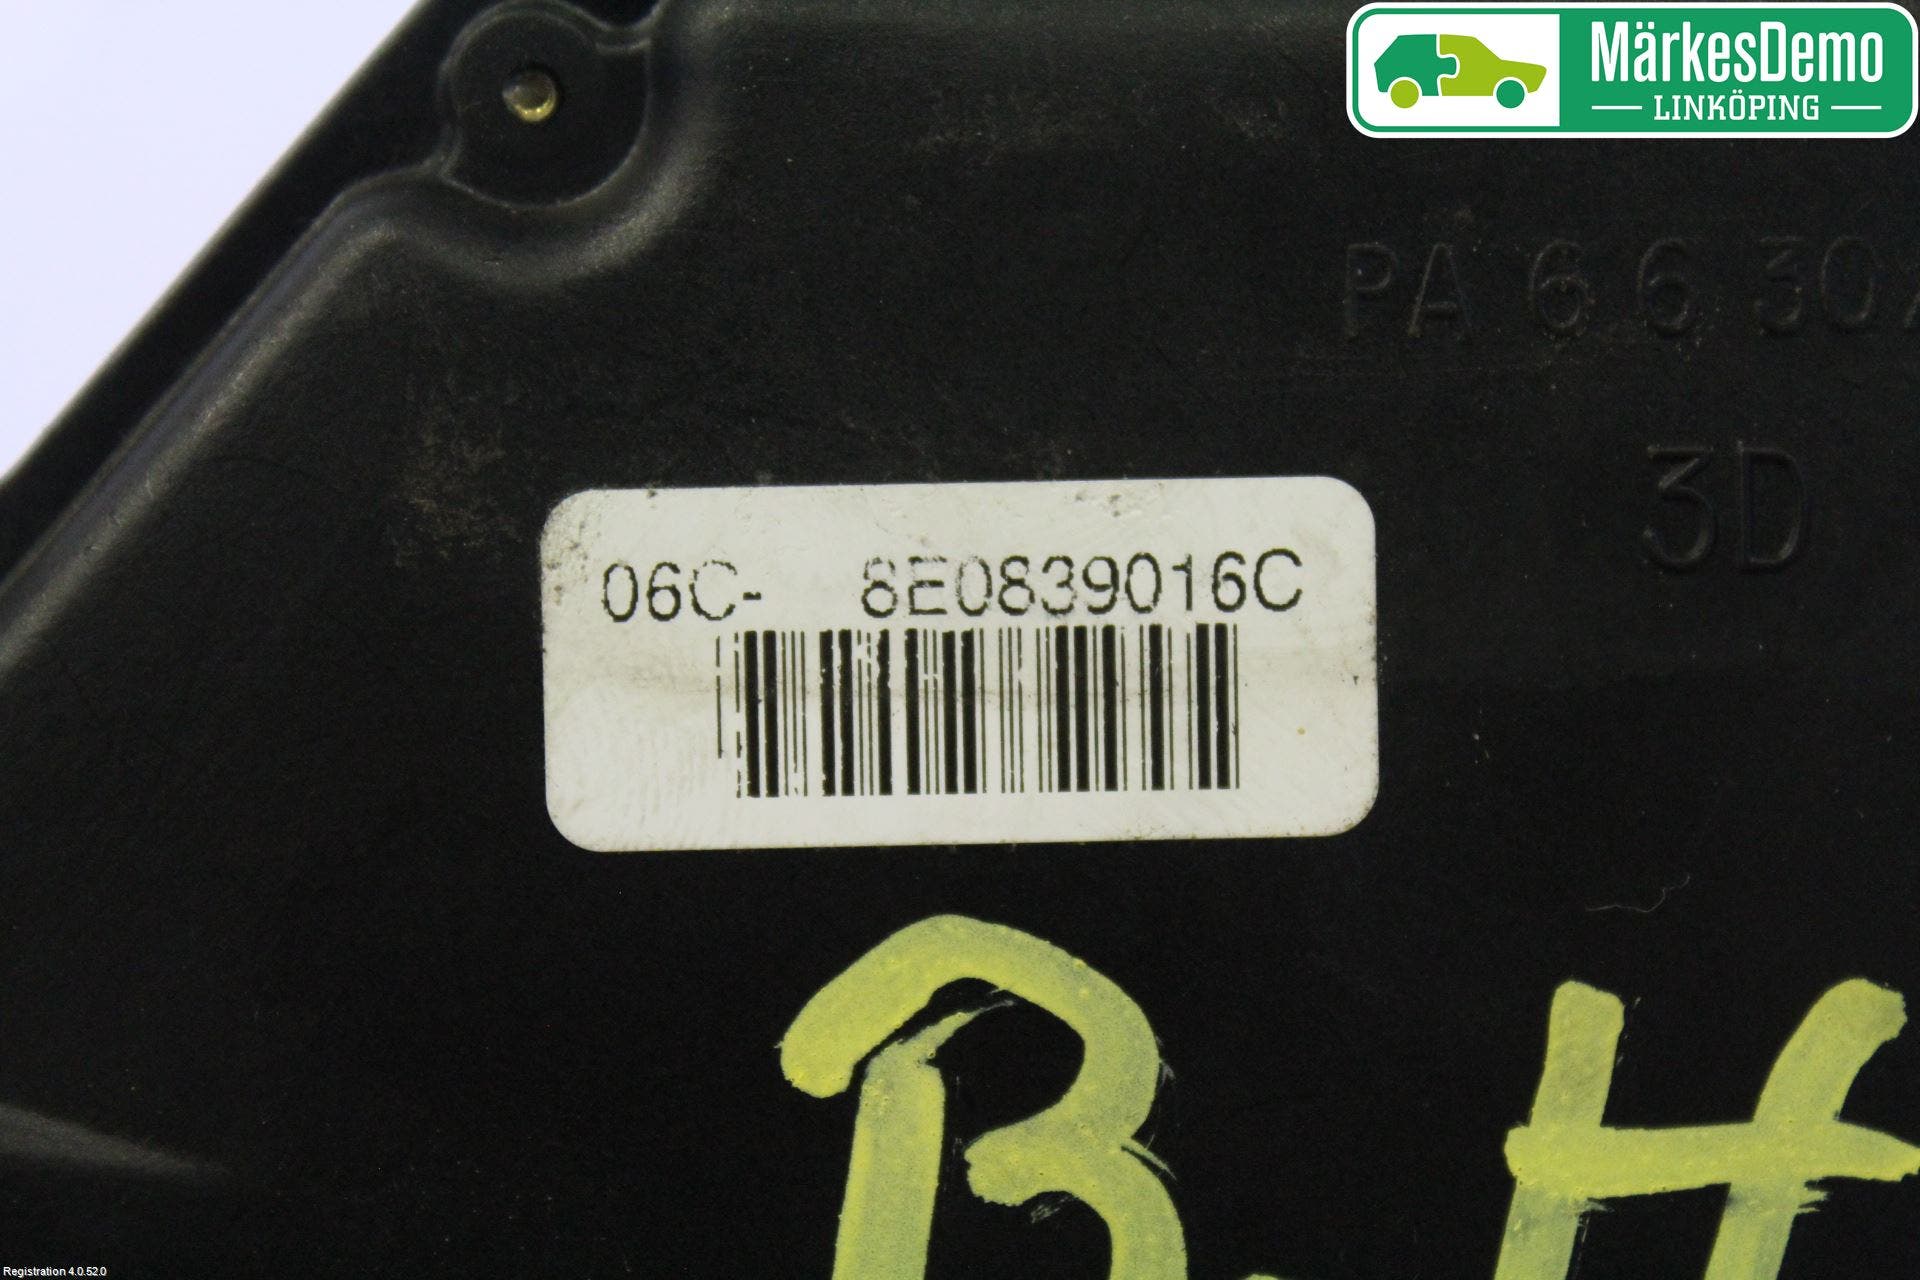 MärkesDemo
LINKÖPING
PA 6 6 30
3D
06C- 8E0839016C
B.H
Registration 4.0.52.0